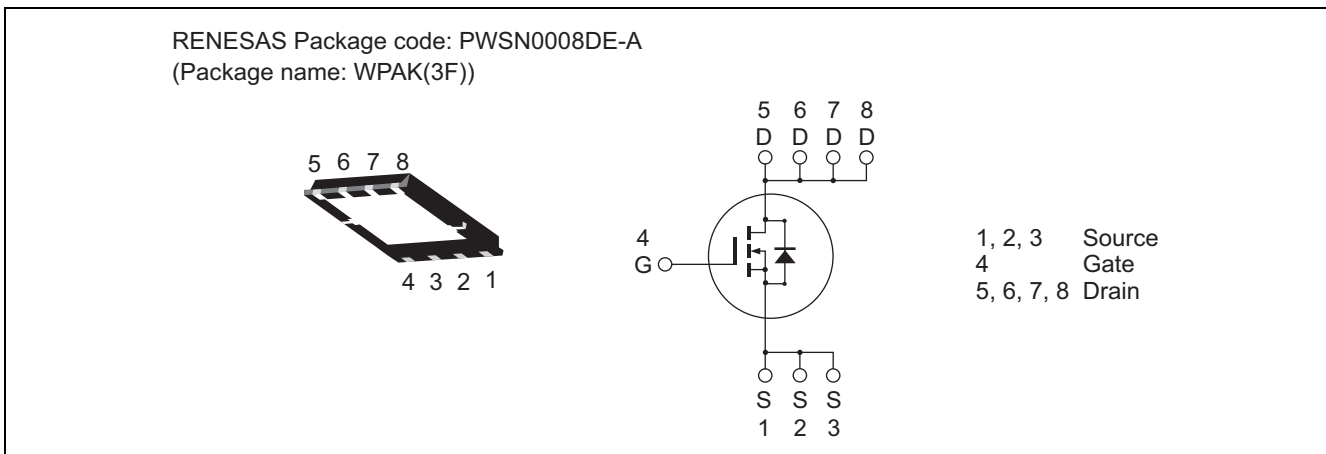 RENESAS Package code: PWSN0008DE-A
(Package name: WPAK(3F))
5 6 7 8
4 3 2 1
5 6 7 8
D D D D
4
G
S S S
1 2 3
1, 2, 3 Source
4 Gate
5, 6, 7, 8 Drain